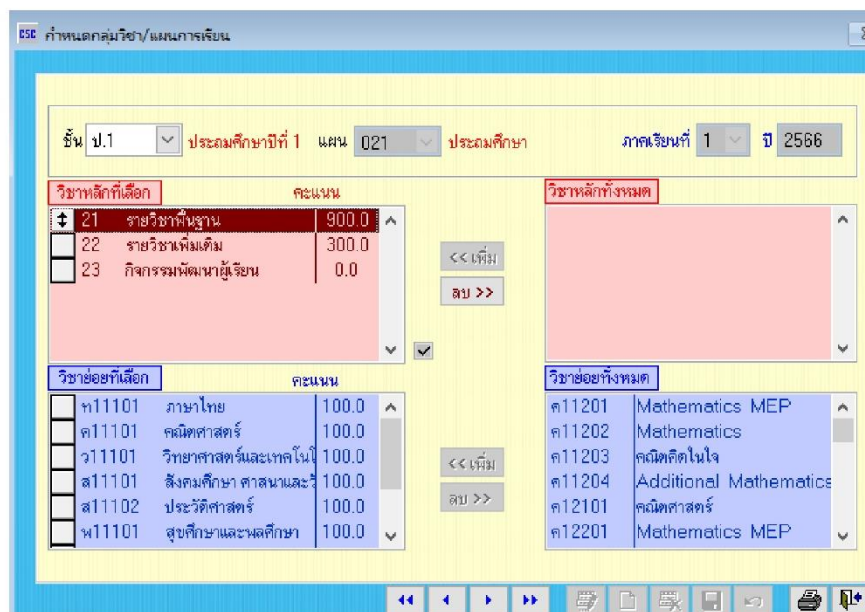 CSC กำหนดกลุ่มวิชา/แผนการเรียน
ชั้น ป.1 ประถมศึกษาปีที่ 1 แผน 021 ประถมศึกษา ภาคเรียนที่ 1 ปี 2566
วิชาหลักที่เลือก คะแนน
21 รายวิชาพื้นฐาน 900.0
22 รายวิชาเพิ่มเติม 300.0
23 กิจกรรมพัฒนาผู้เรียน 0.0
<< เพิ่ม
ลบ >>
วิชาหลักทั้งหมด
วิชาย่อยที่เลือก คะแนน
ท11101 ภาษาไทย 100.0
ค11101 คณิตศาสตร์ 100.0
ว11101 วิทยาศาสตร์และเทคโนโ 100.0
ส11101 สังคมศึกษา ศาสนาและวั 100.0
ส11102 ประวัติศาสตร์ 100.0
พ11101 สุขศึกษาและพลศึกษา 100.0
<< เพิ่ม
ลบ >>
วิชาย่อยทั้งหมด
ค11201 Mathematics MEP
ค11202 Mathematics
ค11203 คณิตคิดในใจ
ค11204 Additional Mathematics
ค12101 คณิตศาสตร์
ค12201 Mathematics MEP